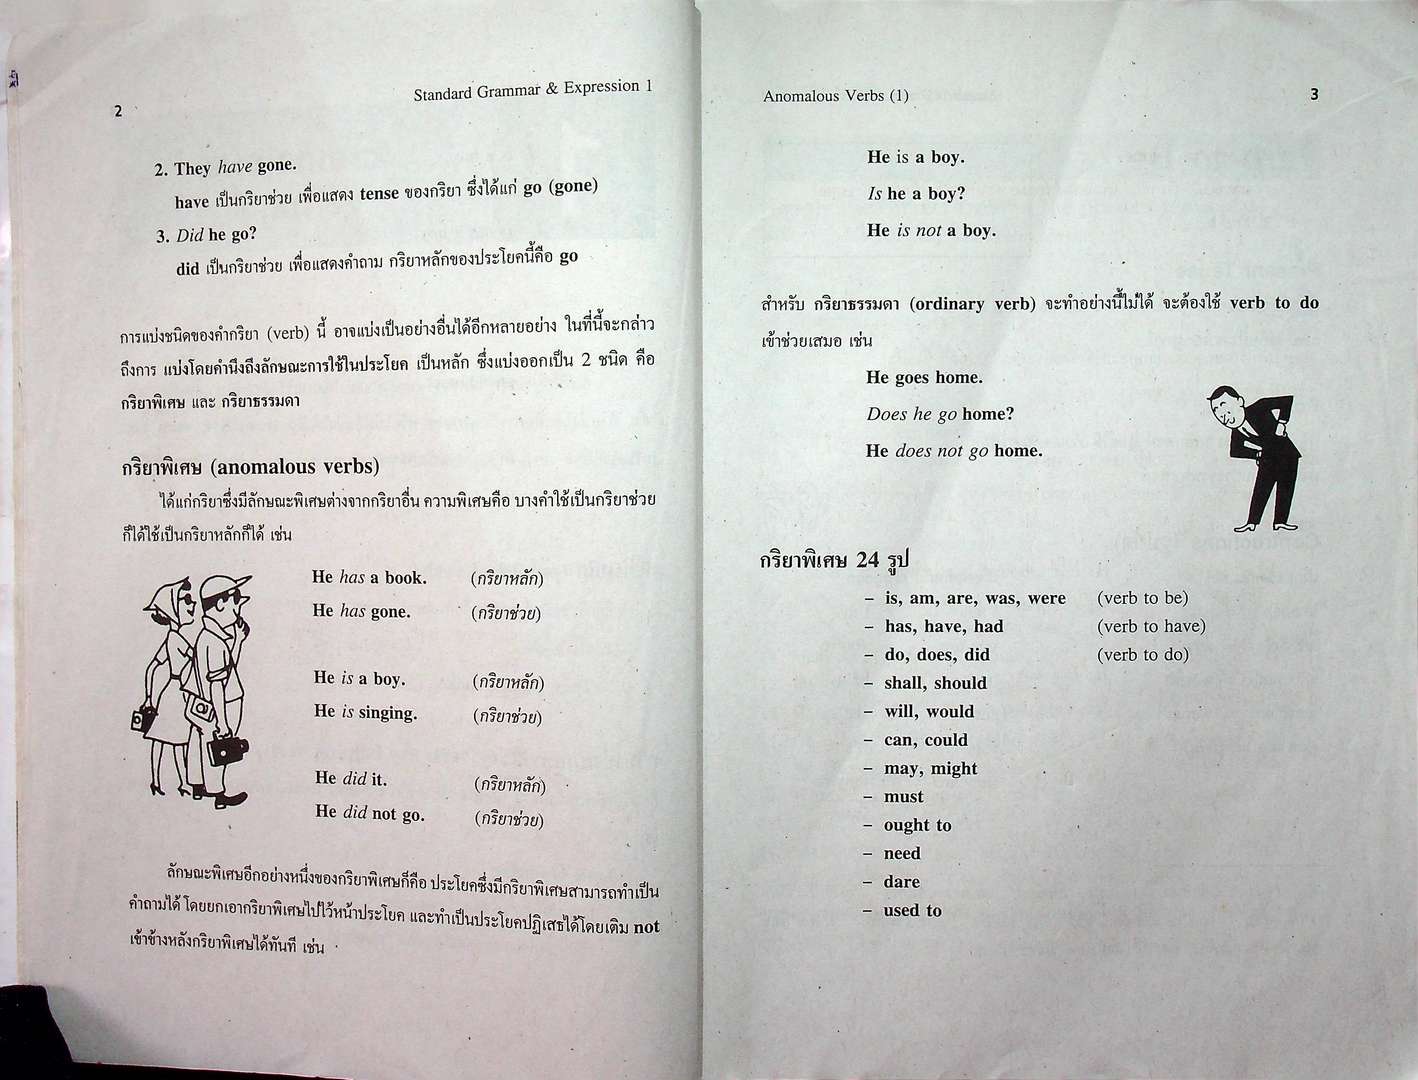 2
Standard Grammar & Expression 1
2. They have gone.
have เป็นกริยาช่วย เพื่อแสดง tense ของกริยา ซึ่งได้แก่ go (gone)
3. Did he go?
did เป็นกริยาช่วย เพื่อแสดงคำถาม กริยาหลักของประโยคนี้คือ go
การแบ่งชนิดของคำกริยา (verb) นี้ อาจแบ่งเป็นอย่างอื่นได้อีกหลายอย่าง ในที่นี้จะกล่าว
ถึงการ แบ่งโดยคำนึงถึงลักษณะการใช้ในประโยค เป็นหลัก ซึ่งแบ่งออกเป็น 2 ชนิด คือ
กริยาพิเศษ และ กริยาธรรมดา
กริยาพิเศษ (anomalous verbs)
ได้แก่กริยาซึ่งมีลักษณะพิเศษต่างจากกริยาอื่น ความพิเศษคือ บางคำใช้เป็นกริยาช่วย
ก็ได้ใช้เป็นกริยาหลักก็ได้ เช่น
He has a book. (กริยาหลัก)
He has gone. (กริยาช่วย)
He is a boy. (กริยาหลัก)
He is singing. (กริยาช่วย)
He did it. (กริยาหลัก)
He did not go. (กริยาช่วย)
ลักษณะพิเศษอีกอย่างหนึ่งของกริยาพิเศษก็คือ ประโยคซึ่งมีกริยาพิเศษสามารถทำเป็น
คำถามได้ โดยยกเอากริยาพิเศษไปไว้หน้าประโยค และทำเป็นประโยคปฏิเสธได้โดยเติม not
เข้าข้างหลังกริยาพิเศษได้ทันที เช่น
Anomalous Verbs (1)
3
He is a boy.
Is he a boy?
He is not a boy.
สำหรับ กริยาธรรมดา (ordinary verb) จะทำอย่างนี้ไม่ได้ จะต้องใช้ verb to do
เข้าช่วยเสมอ เช่น
He goes home.
Does he go home?
He does not go home.
กริยาพิเศษ 24 รูป
– is, am, are, was, were (verb to be)
– has, have, had (verb to have)
– do, does, did (verb to do)
– shall, should
– will, would
– can, could
– may, might
– must
– ought to
– need
– dare
– used to